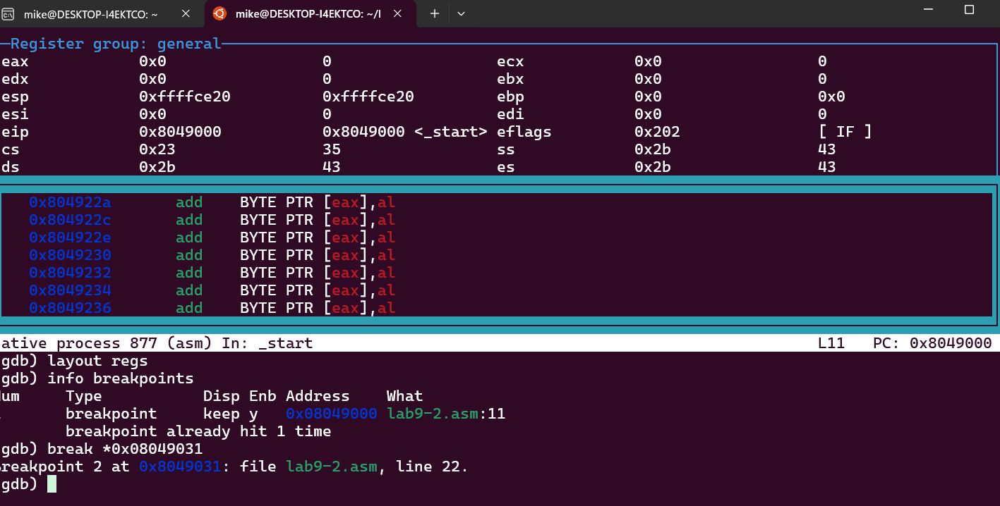 mike@DESKTOP-I4EKTCO: ~ mike@DESKTOP-I4EKTCO: ~/l
Register group: general
eax 0x0 0 ecx 0x0 0
edx 0x0 0 ebx 0x0 0
esp 0xffffce20 0xffffce20 ebp 0x0 0x0
esi 0x0 0 edi 0x0 0
eip 0x8049000 0x8049000 <_start> eflags 0x202 [ IF ]
cs 0x23 35 ss 0x2b 43
ds 0x2b 43 es 0x2b 43
0x804922a add BYTE PTR [eax],al
0x804922c add BYTE PTR [eax],al
0x804922e add BYTE PTR [eax],al
0x8049230 add BYTE PTR [eax],al
0x8049232 add BYTE PTR [eax],al
0x8049234 add BYTE PTR [eax],al
0x8049236 add BYTE PTR [eax],al
ative process 877 (asm) In: _start L11 PC: 0x8049000
gdb) layout regs
gdb) info breakpoints
um Type Disp Enb Address What
breakpoint keep y 0x08049000 lab9-2.asm:11
breakpoint already hit 1 time
gdb) break *0x08049031
reakpoint 2 at 0x8049031: file lab9-2.asm, line 22.
gdb)